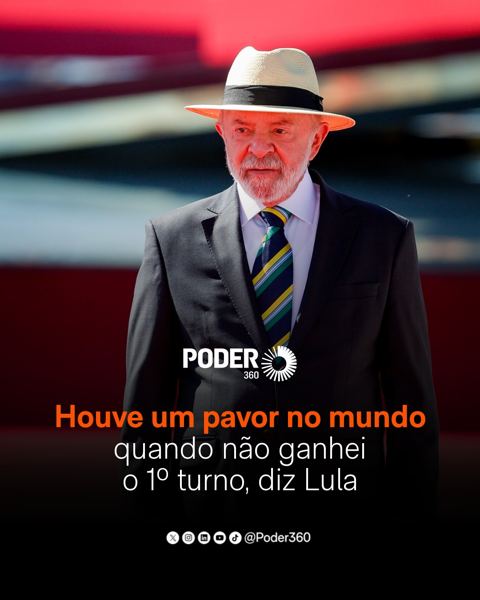 PODER
360
Houve um pavor no mundo
quando não ganhei
o 1º turno, diz Lula
@Poder360